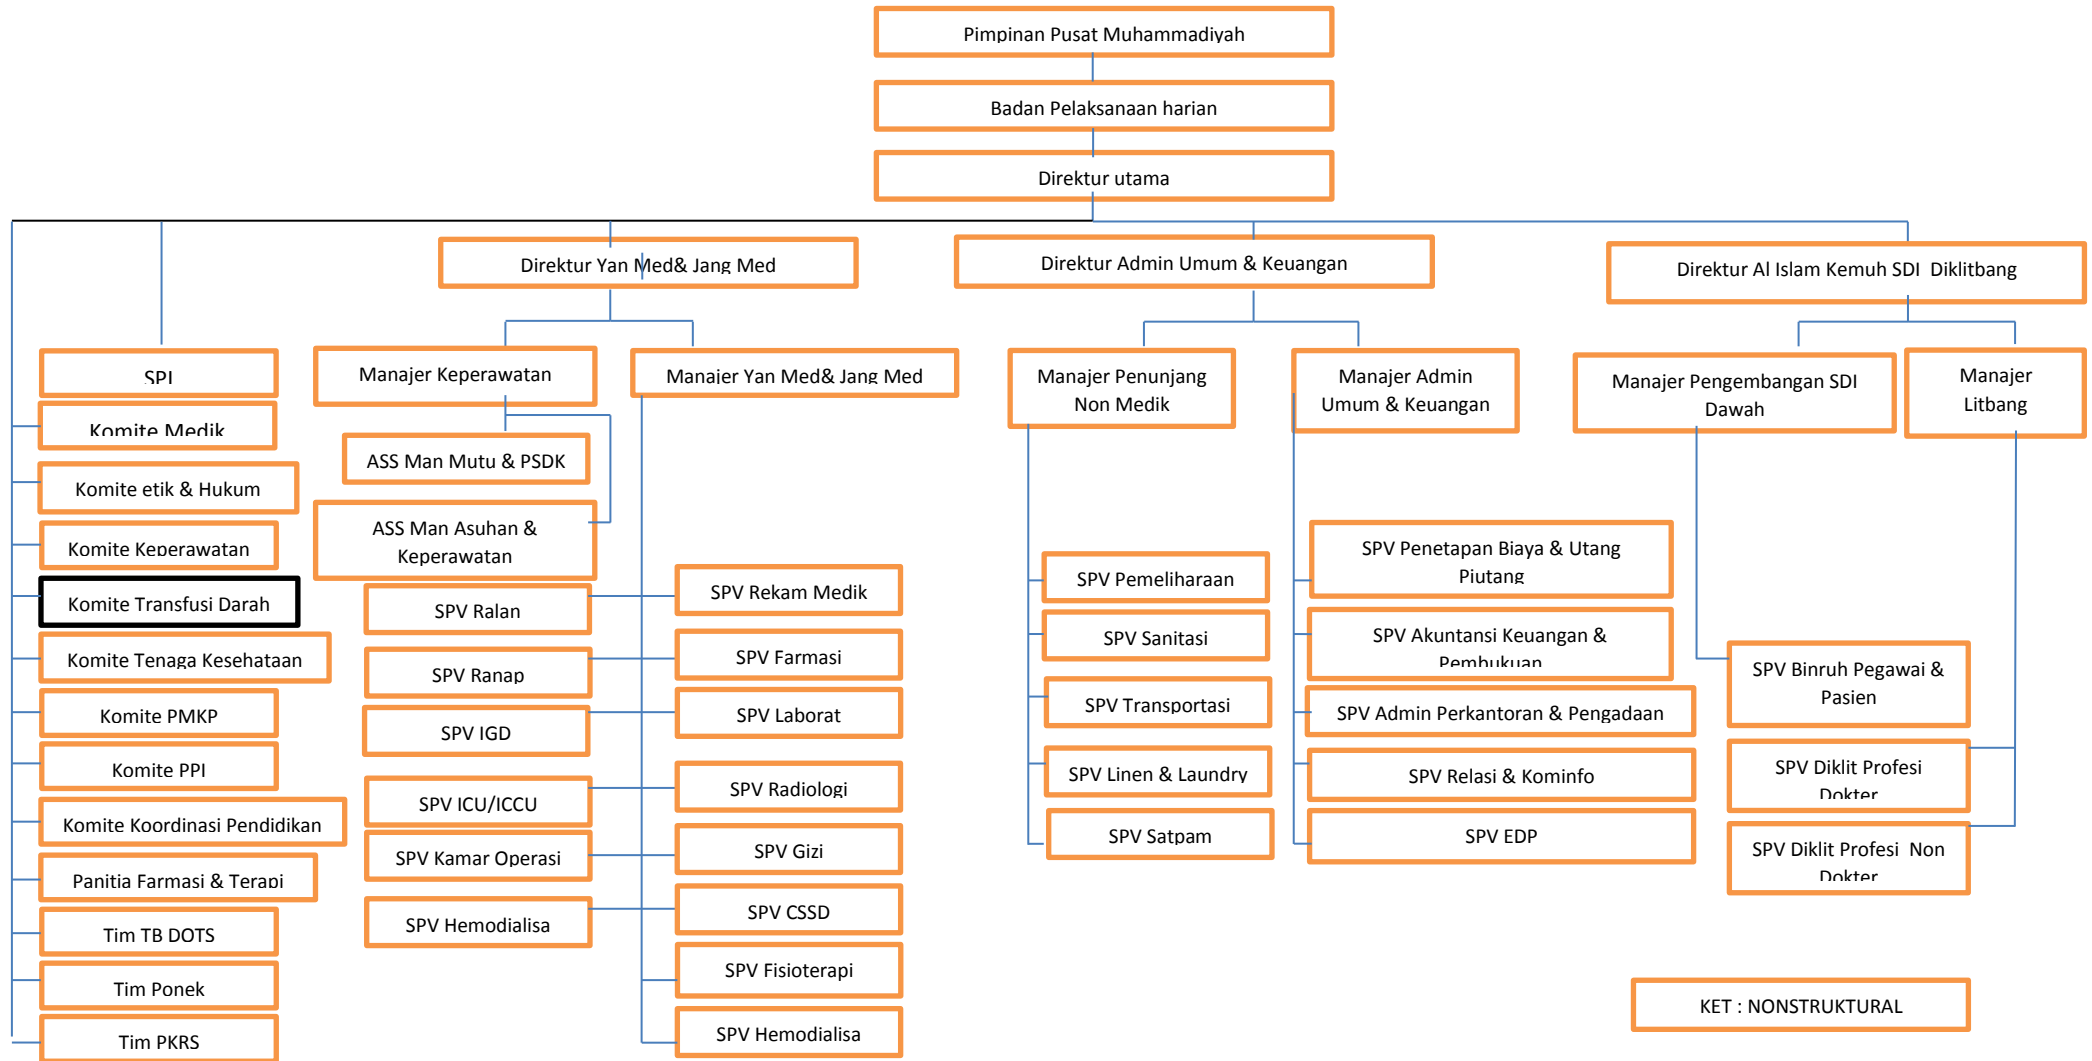 Pimpinan Pusat Muhammadiyah
Badan Pelaksanaan harian
Direktur utama
Direktur Yan Med& Jang Med
Direktur Admin Umum & Keuangan
Direktur Al Islam Kemuh SDI Diklitbang
SPI
Komite Medik
Komite etik & Hukum
Komite Keperawatan
Komite Transfusi Darah
Komite Tenaga Kesehataan
Komite PMKP
Komite PPI
Komite Koordinasi Pendidikan
Panitia Farmasi & Terapi
Tim TB DOTS
Tim Ponek
Tim PKRS
Manajer Keperawatan
ASS Man Mutu & PSDK
ASS Man Asuhan &
Keperawatan
SPV Ralan
SPV Ranap
SPV IGD
SPV ICU/ICCU
SPV Kamar Operasi
SPV Hemodialisa
Manajer Yan Med& Jang Med
SPV Rekam Medik
SPV Farmasi
SPV Laborat
SPV Radiologi
SPV Gizi
SPV CSSD
SPV Fisioterapi
SPV Hemodialisa
Manajer Penunjang
Non Medik
SPV Pemeliharaan
SPV Sanitasi
SPV Transportasi
SPV Linen & Laundry
SPV Satpam
Manajer Admin
Umum & Keuangan
SPV Penetapan Biaya & Utang
Piutang
SPV Akuntansi Keuangan &
Pembukuan
SPV Admin Perkantoran & Pengadaan
SPV Relasi & Kominfo
SPV EDP
Manajer Pengembangan SDI
Dawah
Manajer
Litbang
SPV Binruh Pegawai &
Pasien
SPV Diklit Profesi
Dokter
SPV Diklit Profesi Non
Dokter
KET : NONSTRUKTURAL